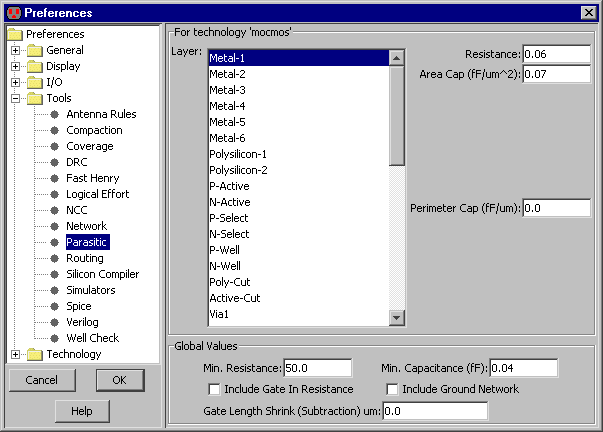 Preferences
Preferences
General
Display
I/O
Tools
Antenna Rules
Compaction
Coverage
DRC
Fast Henry
Logical Effort
NCC
Network
Parasitic
Routing
Silicon Compiler
Simulators
Spice
Verilog
Well Check
Technology
Cancel
OK
Help
For technology 'mocmos'
Layer:
Metal-1
Metal-2
Metal-3
Metal-4
Metal-5
Metal-6
Polysilicon-1
Polysilicon-2
P-Active
N-Active
P-Select
N-Select
P-Well
N-Well
Poly-Cut
Active-Cut
Via1
Resistance: 0.06
Area Cap (fF/um^2): 0.07
Perimeter Cap (fF/um): 0.0
Global Values
Min. Resistance: 50.0 Min. Capacitance (fF): 0.04
Include Gate In Resistance Include Ground Network
Gate Length Shrink (Subtraction) um: 0.0